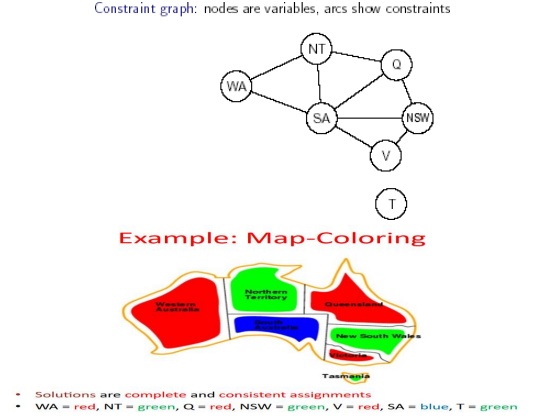 Constraint graph: nodes are variables, arcs show constraints
NT
Q
WA
SA
NSW
V
T
Example: Map-Coloring
Northern
Territory
Western
Australia
Queensland
South
Australia
New South Wales
Victoria
Tasmania
• Solutions are complete and consistent assignments
• WA = red, NT = green, Q = red, NSW = green, V = red, SA = blue, T = green